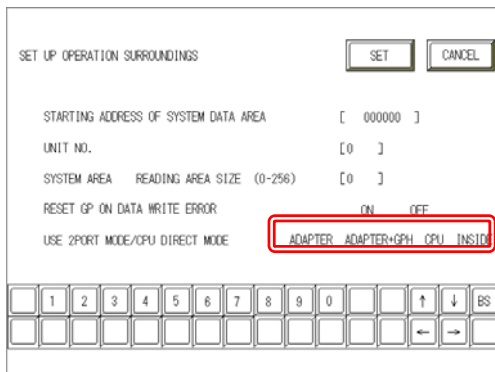 SET UP OPERATION SURROUNDINGS SET CANCEL
STARTING ADDRESS OF SYSTEM DATA AREA [ 000000 ]
UNIT NO. [0 ]
SYSTEM AREA READING AREA SIZE (0-256) [0 ]
RESET GP ON DATA WRITE ERROR ON OFF
USE 2PORT MODE/CPU DIRECT MODE ADAPTER ADAPTER+GPH CPU INSIDE
1 2 3 4 5 6 7 8 9 0 ↑ ↓ BS
← →